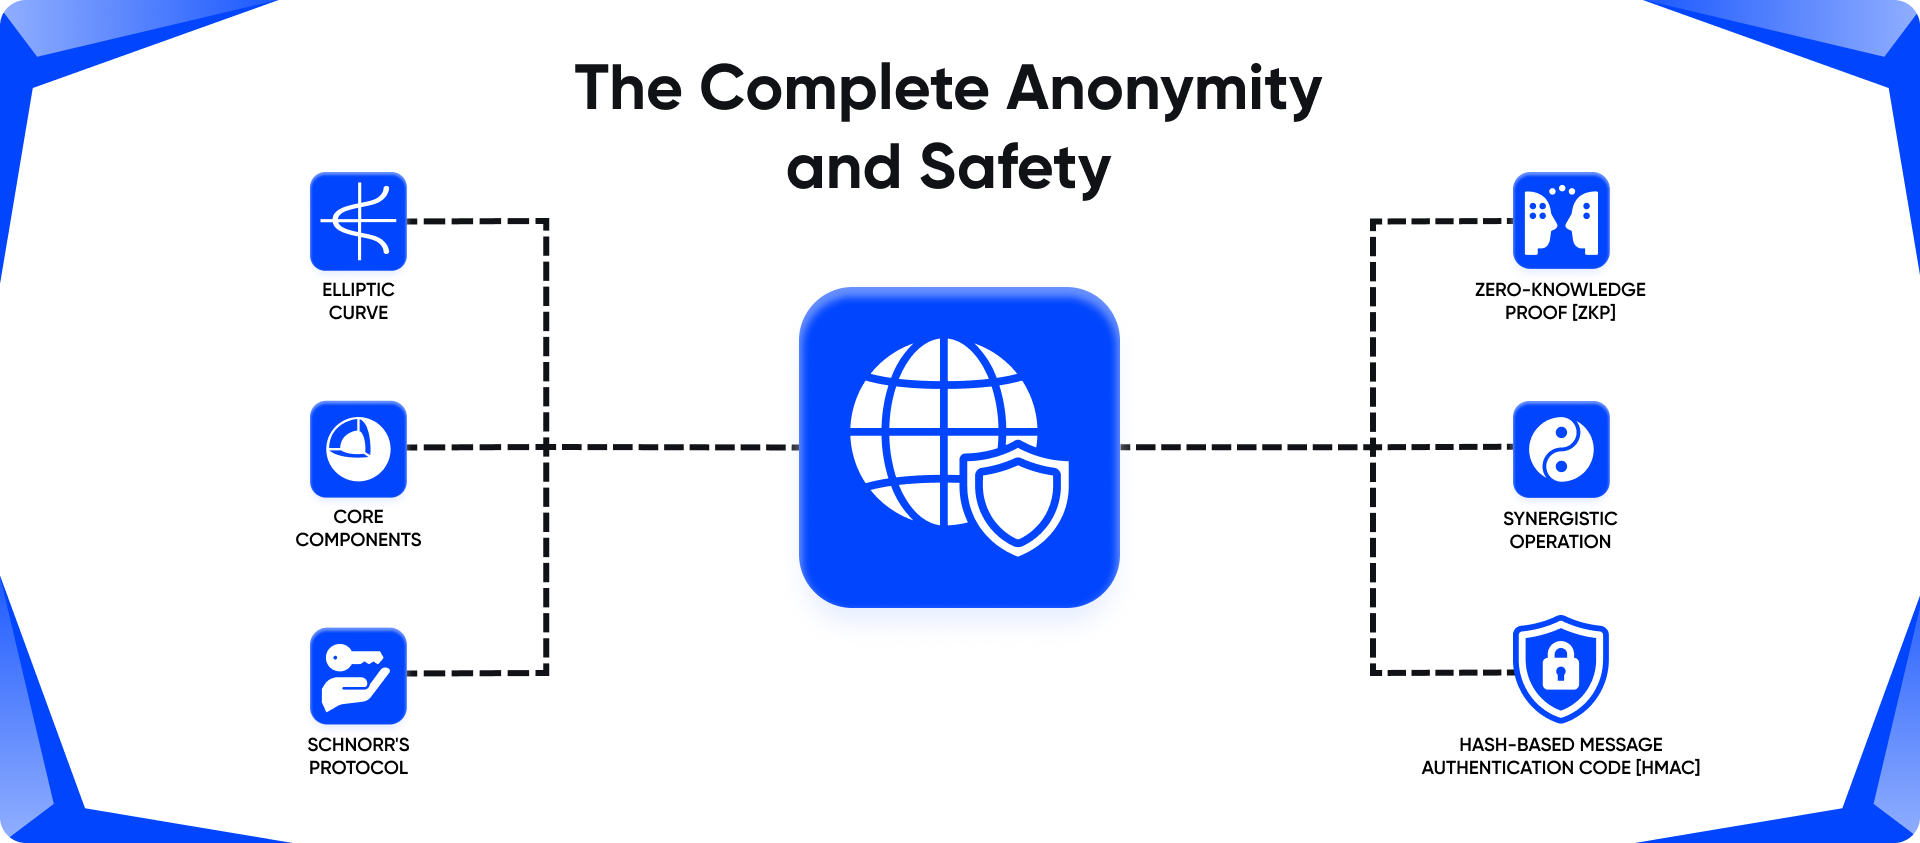 The Complete Anonymity
and Safety
ELLIPTIC
CURVE
CORE
COMPONENTS
SCHNORR'S
PROTOCOL
ZERO-KNOWLEDGE
PROOF [ZKP]
SYNERGISTIC
OPERATION
HASH-BASED MESSAGE
AUTHENTICATION CODE [HMAC]